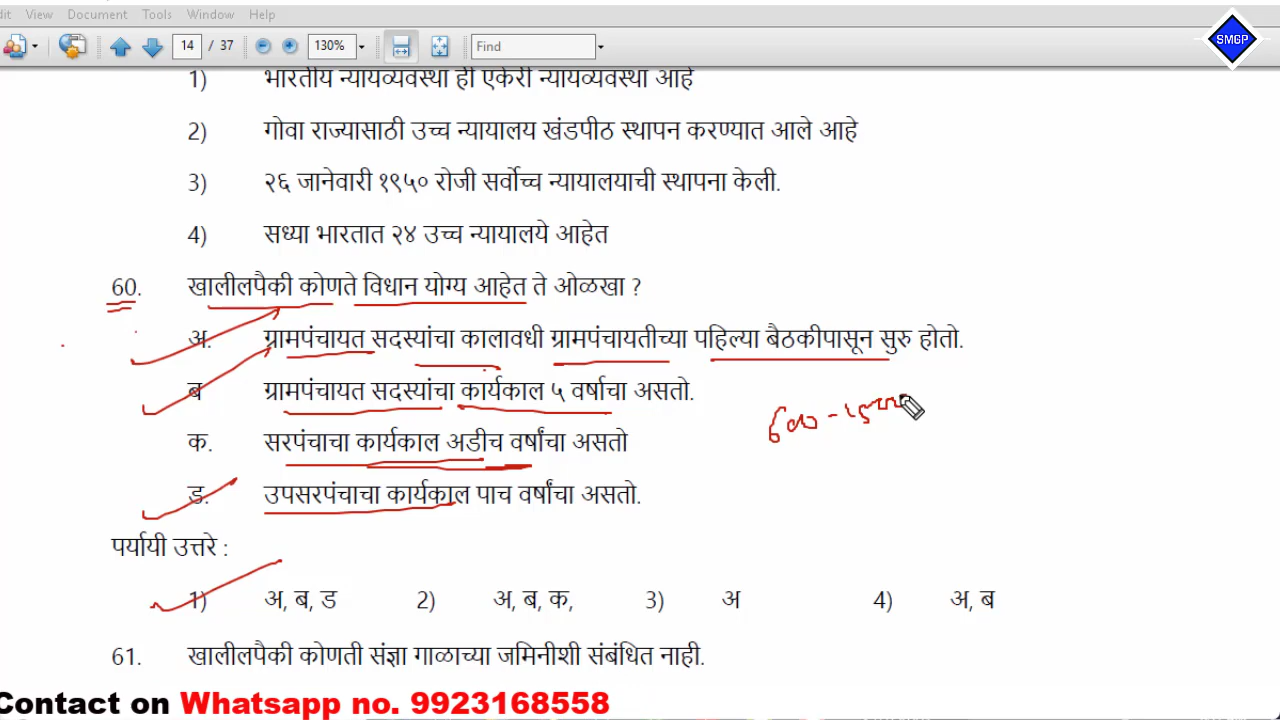 dit View Document Tools Window Help
14 / 37 130% Find
SMGP
1) भारतीय न्यायव्यवस्था ही एकेरी न्यायव्यवस्था आहे
2) गोवा राज्यासाठी उच्च न्यायालय खंडपीठ स्थापन करण्यात आले आहे
3) २६ जानेवारी १९५० रोजी सर्वोच्च न्यायालयाची स्थापना केली.
4) सध्या भारतात २४ उच्च न्यायालये आहेत
60. खालीलपैकी कोणते विधान योग्य आहेत ते ओळखा ?
अ. ग्रामपंचायत सदस्यांचा कालावधी ग्रामपंचायतीच्या पहिल्या बैठकीपासून सुरु होतो.
ब ग्रामपंचायत सदस्यांचा कार्यकाल ५ वर्षाचा असतो.
क. सरपंचाचा कार्यकाल अडीच वर्षांचा असतो
ड. उपसरपंचाचा कार्यकाल पाच वर्षांचा असतो.
पर्यायी उत्तरे :
1) अ, ब, ड 2) अ, ब, क, 3) अ 4) अ, ब
61. खालीलपैकी कोणती संज्ञा गाळाच्या जमिनीशी संबंधित नाही.
Contact on Whatsapp no. 9923168558